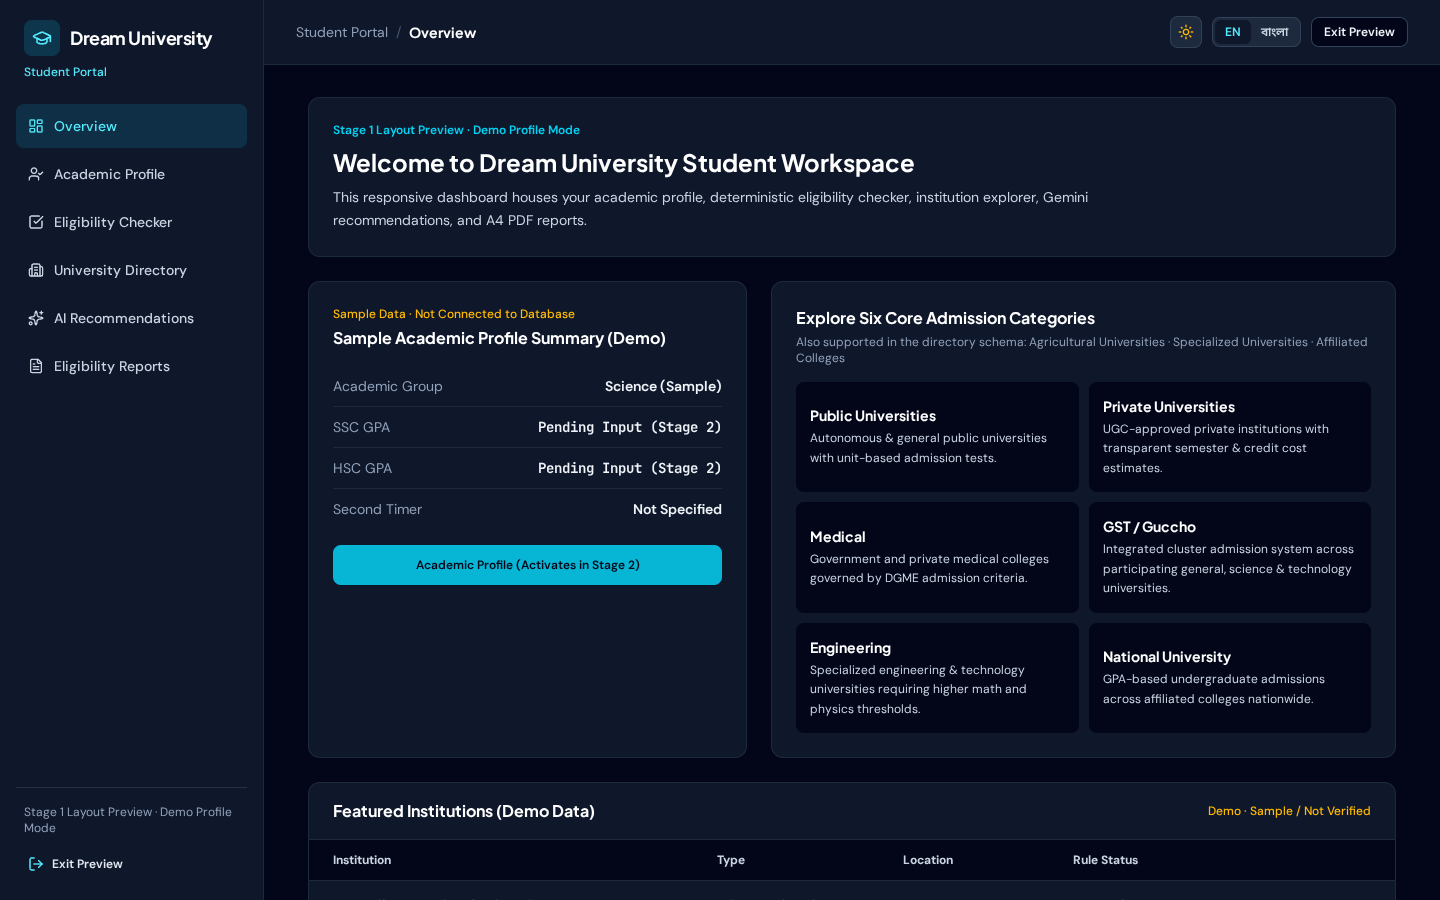 Dream University
Student Portal
Overview
Academic Profile
Eligibility Checker
University Directory
AI Recommendations
Eligibility Reports
Stage 1 Layout Preview · Demo Profile
Mode
Exit Preview
Student Portal / Overview
EN
বাংলা
Exit Preview
Stage 1 Layout Preview · Demo Profile Mode
Welcome to Dream University Student Workspace
This responsive dashboard houses your academic profile, deterministic eligibility checker, institution explorer, Gemini
recommendations, and A4 PDF reports.
Sample Data · Not Connected to Database
Sample Academic Profile Summary (Demo)
Academic Group Science (Sample)
SSC GPA Pending Input (Stage 2)
HSC GPA Pending Input (Stage 2)
Second Timer Not Specified
Academic Profile (Activates in Stage 2)
Explore Six Core Admission Categories
Also supported in the directory schema: Agricultural Universities · Specialized Universities · Affiliated
Colleges
Public Universities
Autonomous & general public universities
with unit-based admission tests.
Private Universities
UGC-approved private institutions with
transparent semester & credit cost
estimates.
Medical
Government and private medical colleges
governed by DGME admission criteria.
GST / Guccho
Integrated cluster admission system across
participating general, science & technology
universities.
Engineering
Specialized engineering & technology
universities requiring higher math and
physics thresholds.
National University
GPA-based undergraduate admissions
across affiliated colleges nationwide.
Featured Institutions (Demo Data)
Demo · Sample / Not Verified
Institution Type Location Rule Status